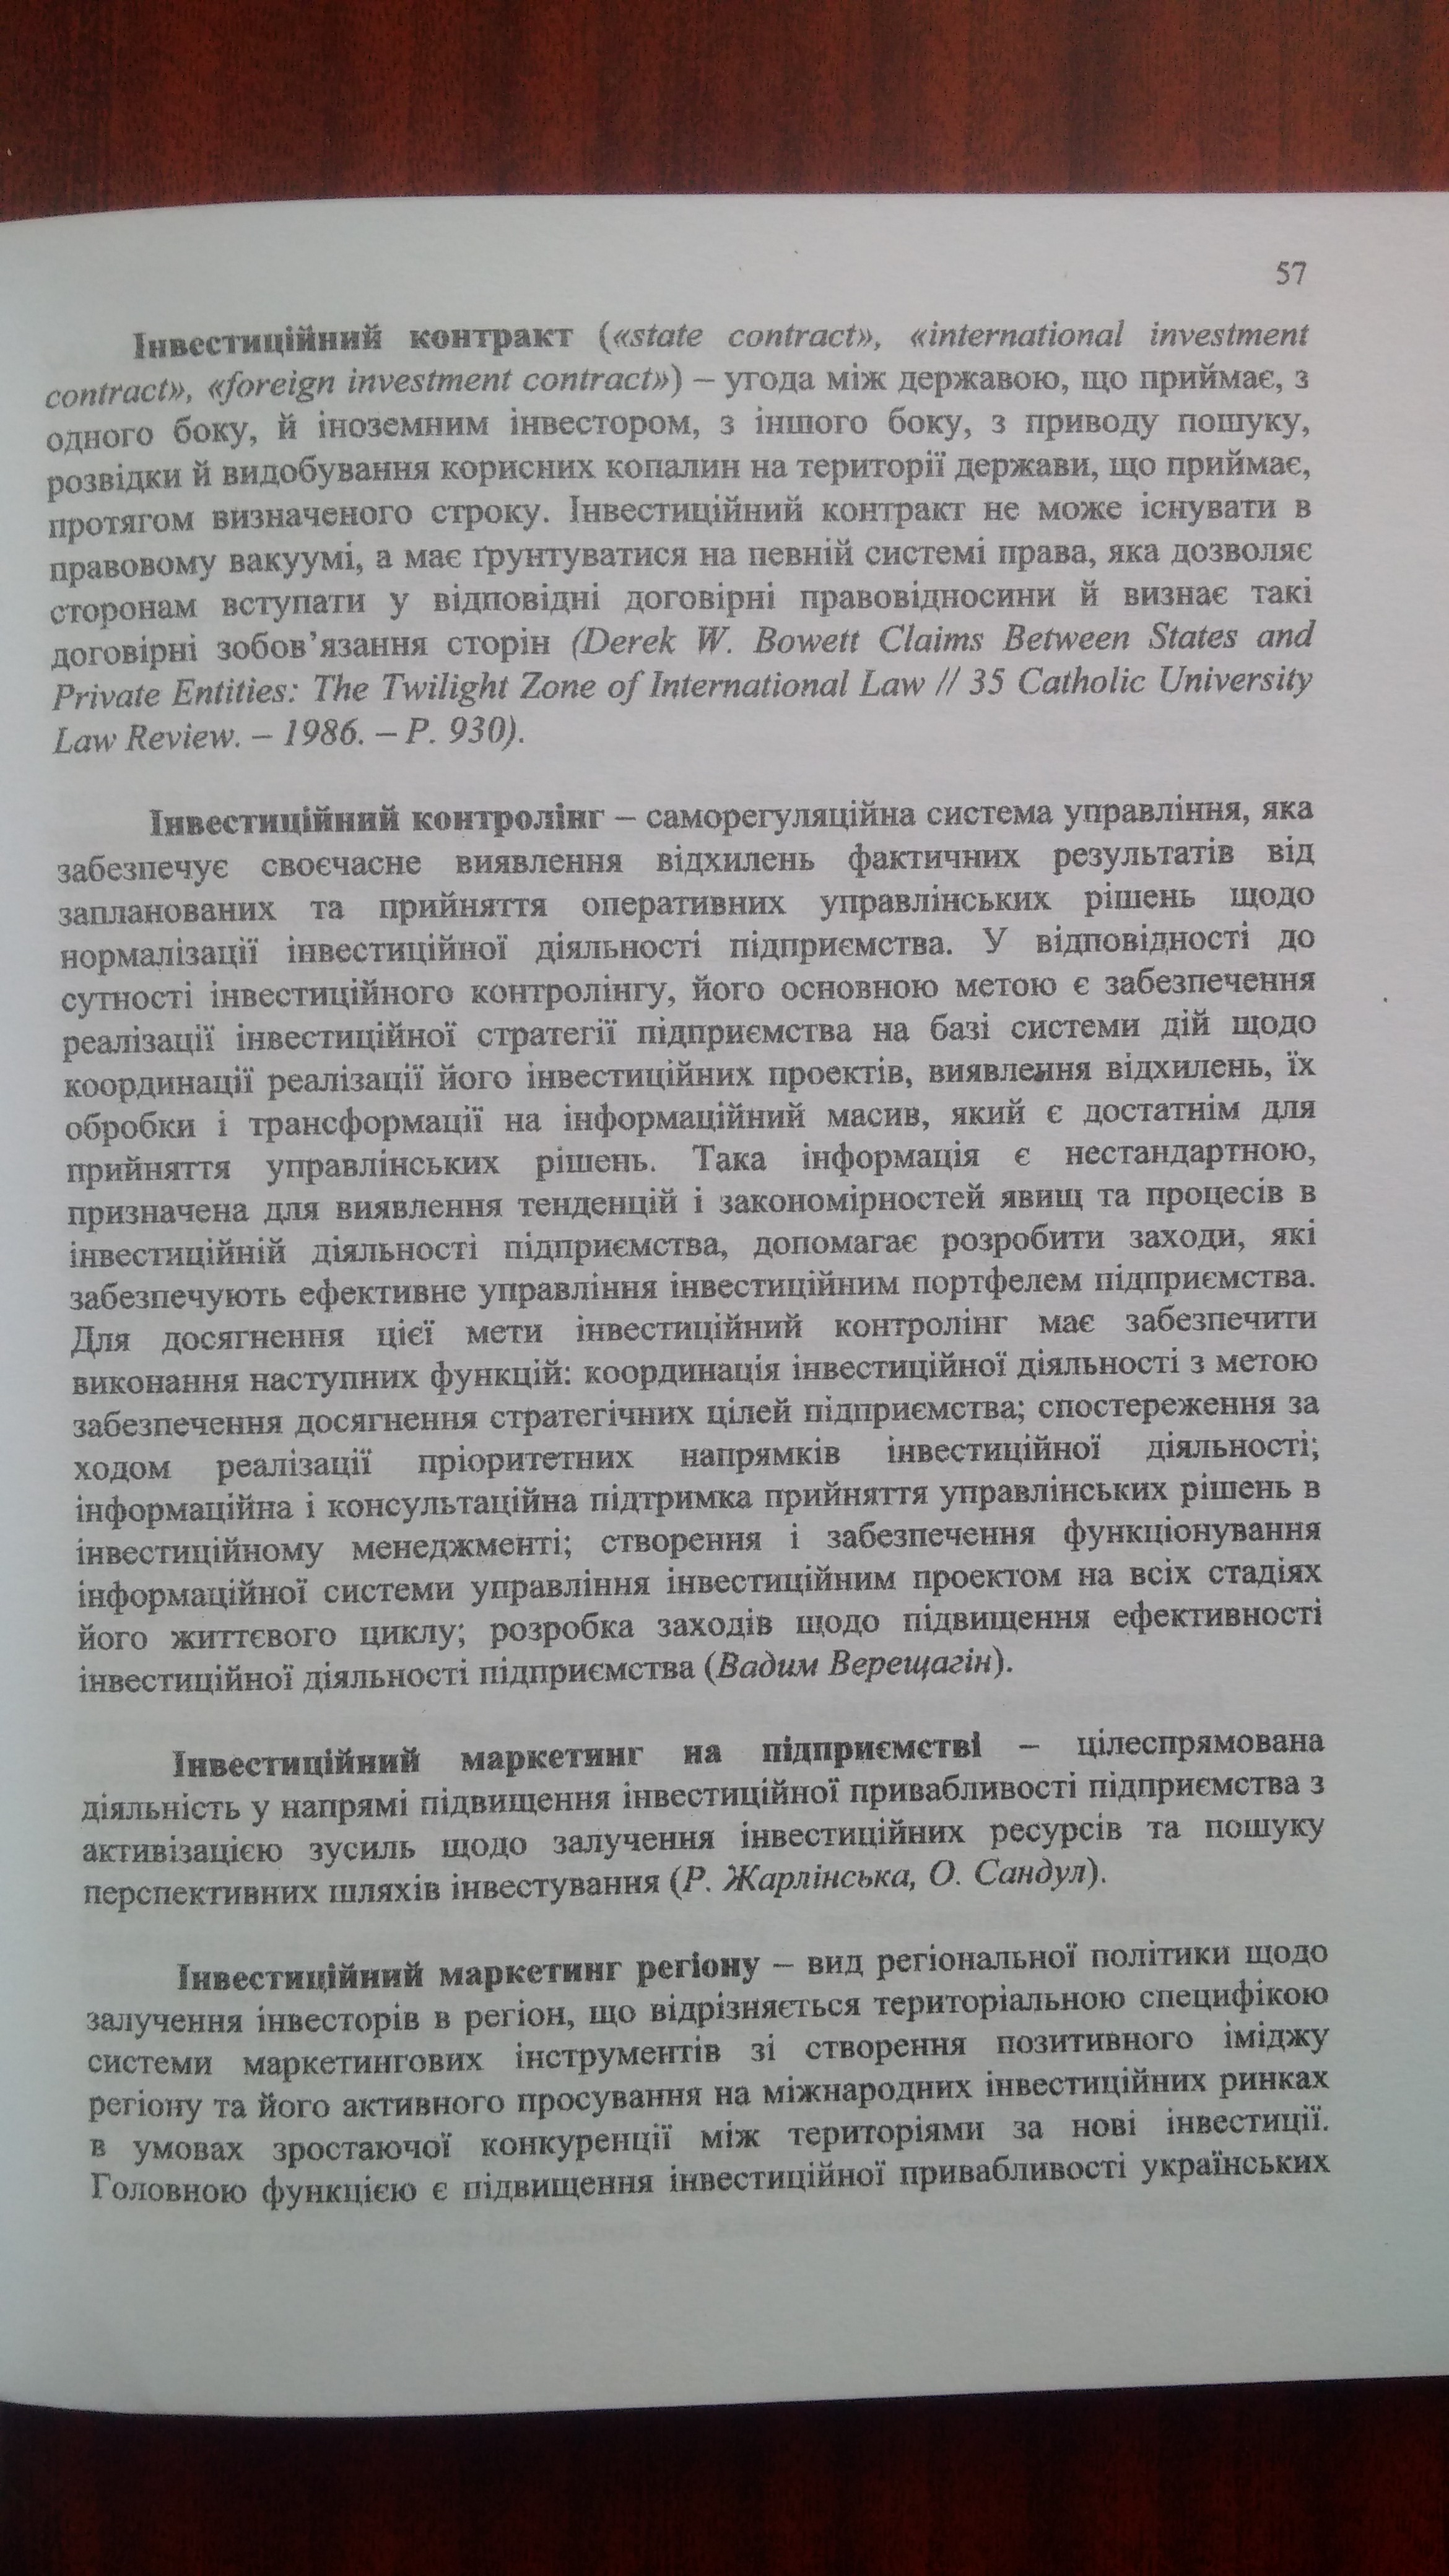 57
Інвестиційний контракт («state contract», «international investment
contract», «foreign investment contract») – угода між державою, що приймає, з
одного боку, й іноземним інвестором, з іншого боку, з приводу пошуку,
розвідки й видобування корисних копалин на території держави, що приймає,
протягом визначеного строку. Інвестиційний контракт не може існувати в
правовому вакуумі, а має ґрунтуватися на певній системі права, яка дозволяє
сторонам вступати у відповідні договірні правовідносини й визнає такі
договірні зобов’язання сторін (Derek W. Bowett Claims Between States and
Private Entities: The Twilight Zone of International Law // 35 Catholic University
Law Review. – 1986. – P. 930).
Інвестиційний контролінг – саморегуляційна система управління, яка
забезпечує своєчасне виявлення відхилень фактичних результатів від
запланованих та прийняття оперативних управлінських рішень щодо
нормалізації інвестиційної діяльності підприємства. У відповідності до
сутності інвестиційного контролінгу, його основною метою є забезпечення
реалізації інвестиційної стратегії підприємства на базі системи дій щодо
координації реалізації його інвестиційних проектів, виявлення відхилень, їх
обробки і трансформації на інформаційний масив, який є достатнім для
прийняття управлінських рішень. Така інформація є нестандартною,
призначена для виявлення тенденцій і закономірностей явищ та процесів в
інвестиційній діяльності підприємства, допомагає розробити заходи, які
забезпечують ефективне управління інвестиційним портфелем підприємства.
Для досягнення цієї мети інвестиційний контролінг має забезпечити
виконання наступних функцій: координація інвестиційної діяльності з метою
забезпечення досягнення стратегічних цілей підприємства; спостереження за
ходом реалізації пріоритетних напрямків інвестиційної діяльності;
інформаційна і консультаційна підтримка прийняття управлінських рішень в
інвестиційному менеджменті; створення і забезпечення функціонування
інформаційної системи управління інвестиційним проектом на всіх стадіях
його життєвого циклу; розробка заходів щодо підвищення ефективності
інвестиційної діяльності підприємства (Вадим Верещагін).
Інвестиційний маркетинг на підприємстві – цілеспрямована
діяльність у напрямі підвищення інвестиційної привабливості підприємства з
активізацією зусиль щодо залучення інвестиційних ресурсів та пошуку
перспективних шляхів інвестування (Р. Жарлінська, О. Сандул).
Інвестиційний маркетинг регіону – вид регіональної політики щодо
залучення інвесторів в регіон, що відрізняється територіальною специфікою
системи маркетингових інструментів зі створення позитивного іміджу
регіону та його активного просування на міжнародних інвестиційних ринках
в умовах зростаючої конкуренції між територіями за нові інвестиції.
Головною функцією є підвищення інвестиційної привабливості українських